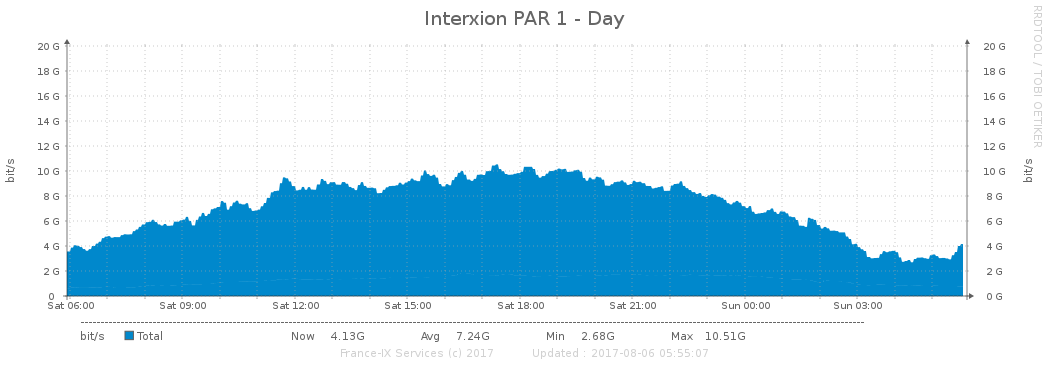 Interxion PAR 1 - Day
RRDTOOL / TOBI OETIKER
20 G 20 G
18 G 18 G
16 G 16 G
14 G 14 G
12 G 12 G
10 G 10 G
8 G 8 G
6 G 6 G
4 G 4 G
2 G 2 G
0 0 G
bit/s
bit/s
Sat 06:00 Sat 09:00 Sat 12:00 Sat 15:00 Sat 18:00 Sat 21:00 Sun 00:00 Sun 03:00
bit/s Total Now 4.13G Avg 7.24G Min 2.68G Max 10.51G
France-IX Services (c) 2017 Updated : 2017-08-06 05:55:07